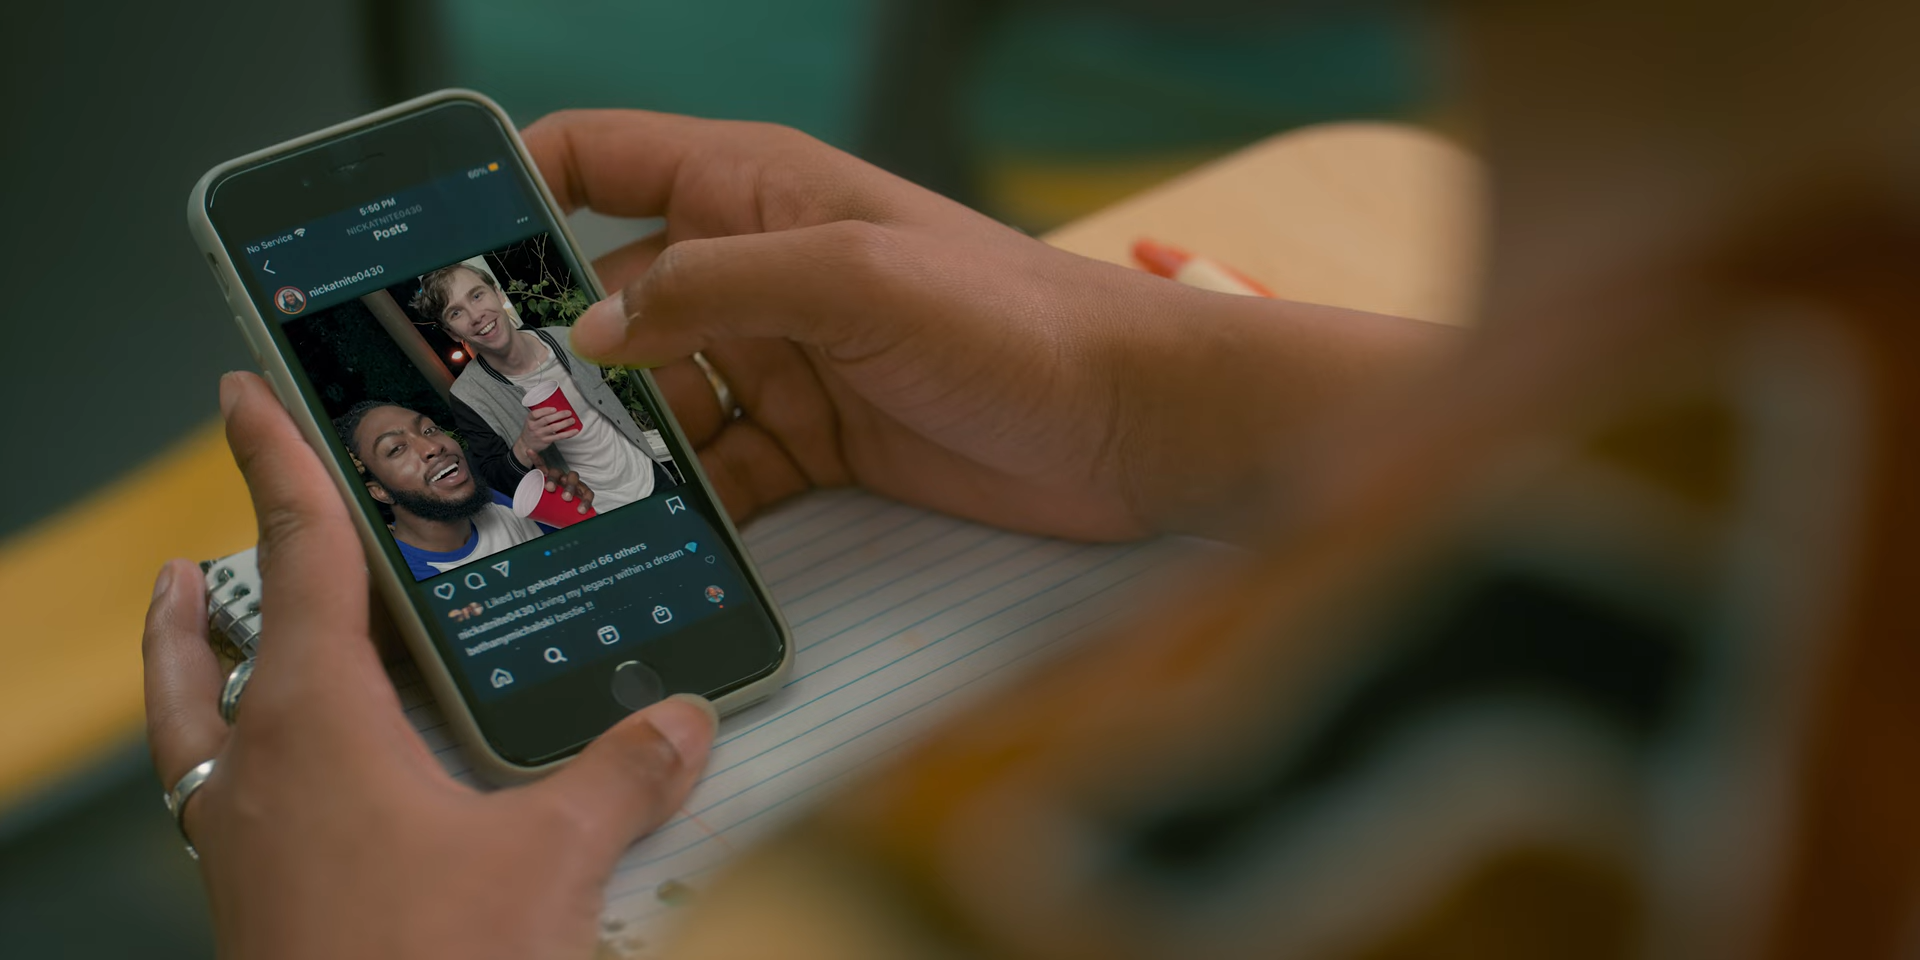 No Service
5:50 PM
60%
NICKATNITE0430
Posts
nickatnite0430
Liked by gokupoint and 66 others
nickatnite0430 Living my legacy within a dream
bethanymichalski bestie !!